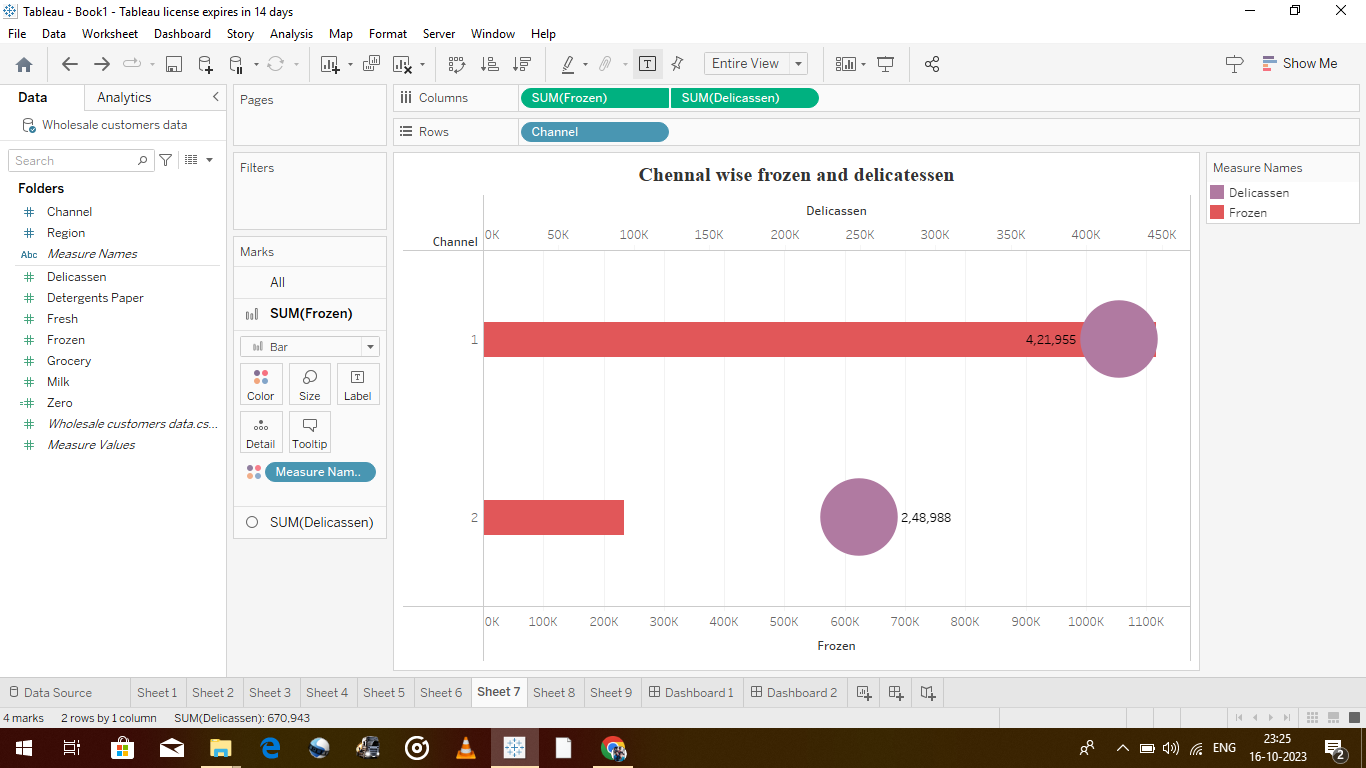 Tableau - Book1 - Tableau license expires in 14 days
File Data Worksheet Dashboard Story Analysis Map Format Server Window Help
Entire View
Show Me
Data Analytics
Wholesale customers data
Search
Folders
Channel
Region
Abc Measure Names
Delicassen
Detergents Paper
Fresh
Frozen
Grocery
Milk
Zero
Wholesale customers data.cs...
Measure Values
Pages
Filters
Marks
All
SUM(Frozen)
Bar
Color Size Label
Detail Tooltip
Measure Nam..
SUM(Delicassen)
Columns SUM(Frozen) SUM(Delicassen)
Rows Channel
Chennal wise frozen and delicatessen
Delicassen
Channel 0K 50K 100K 150K 200K 250K 300K 350K 400K 450K
1 4,21,955
2 2,48,988
0K 100K 200K 300K 400K 500K 600K 700K 800K 900K 1000K 1100K
Frozen
Measure Names
Delicassen
Frozen
Data Source Sheet 1 Sheet 2 Sheet 3 Sheet 4 Sheet 5 Sheet 6 Sheet 7 Sheet 8 Sheet 9 Dashboard 1 Dashboard 2
4 marks 2 rows by 1 column SUM(Delicassen): 670,943
ENG 23:25
16-10-2023 2